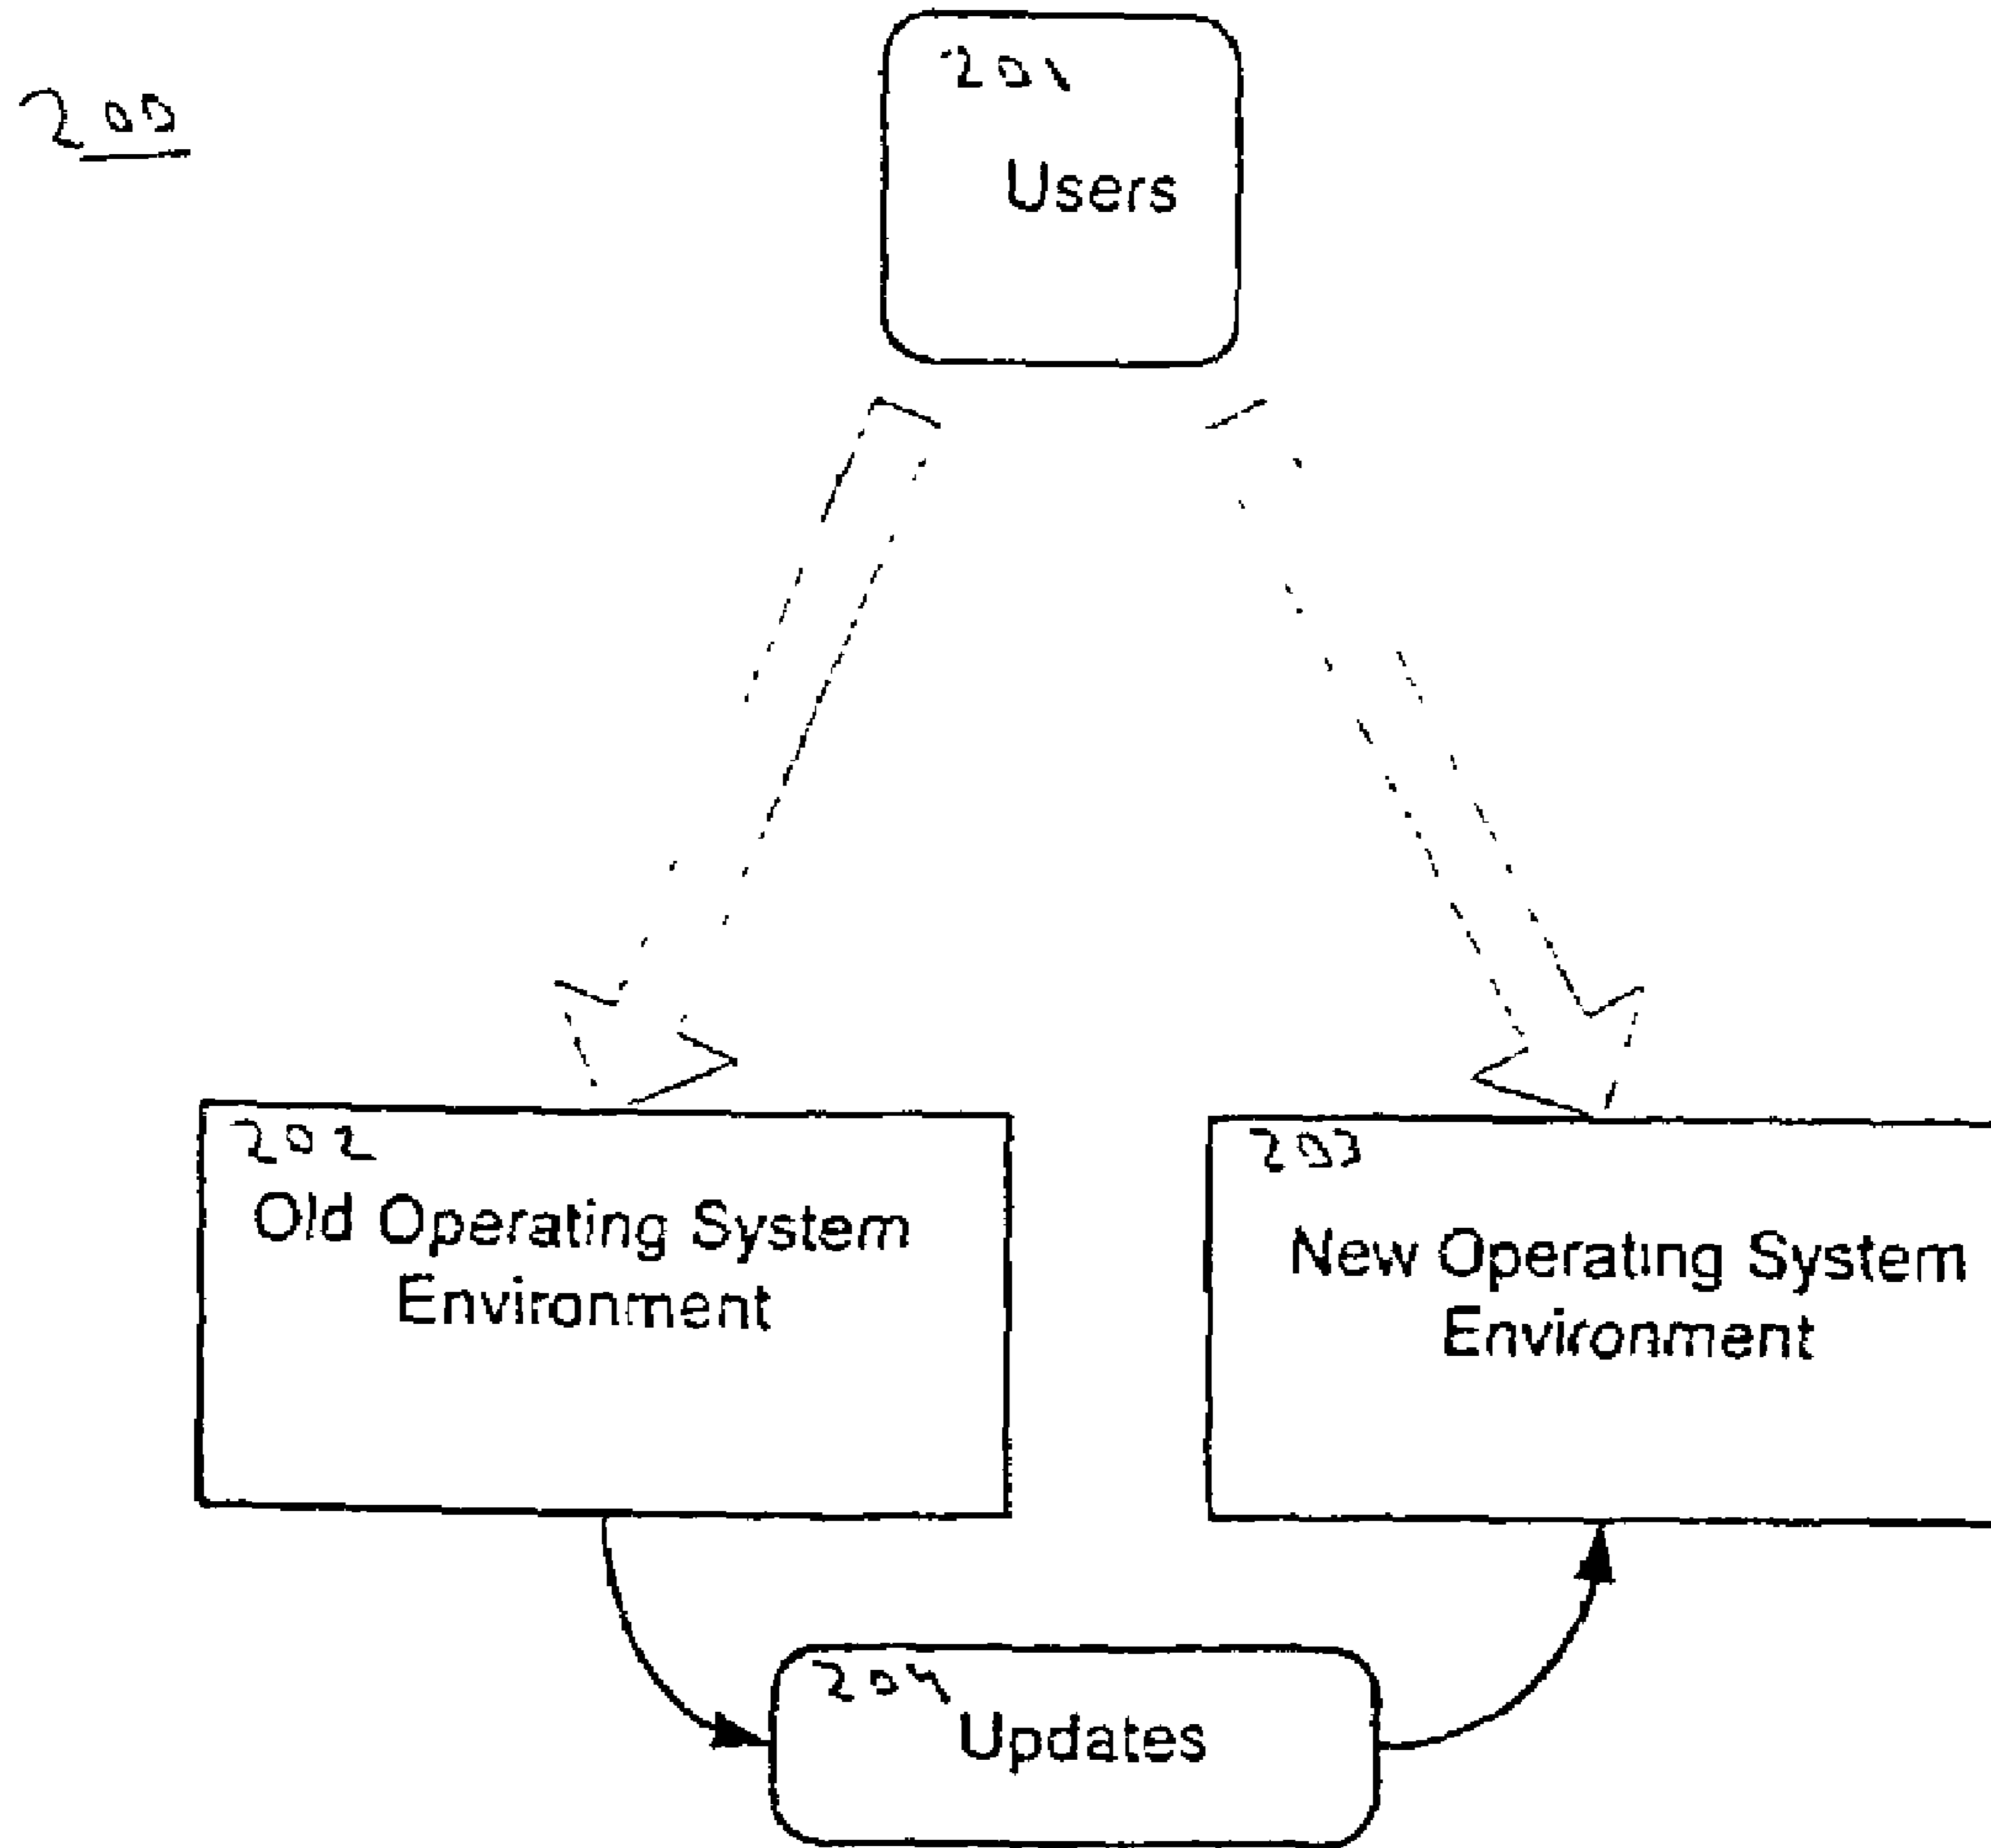 200
201
Users
202
Old Operating System
Environment
203
New Operating System
Environment
204
Updates